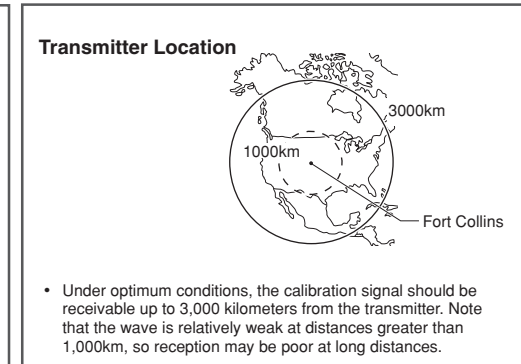 Transmitter Location
3000km
1000km
Fort Collins
• Under optimum conditions, the calibration signal should be
receivable up to 3,000 kilometers from the transmitter. Note
that the wave is relatively weak at distances greater than
1,000km, so reception may be poor at long distances.